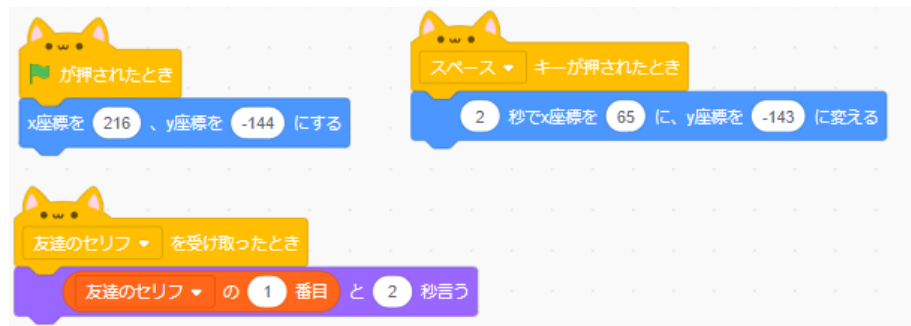 が押されたとき
x座標を 216 、y座標を -144 にする
スペース キーが押されたとき
2 秒でx座標を 65 に、y座標を -143 に変える
友達のセリフ を受け取ったとき
友達のセリフ の 1 番目 と 2 秒言う